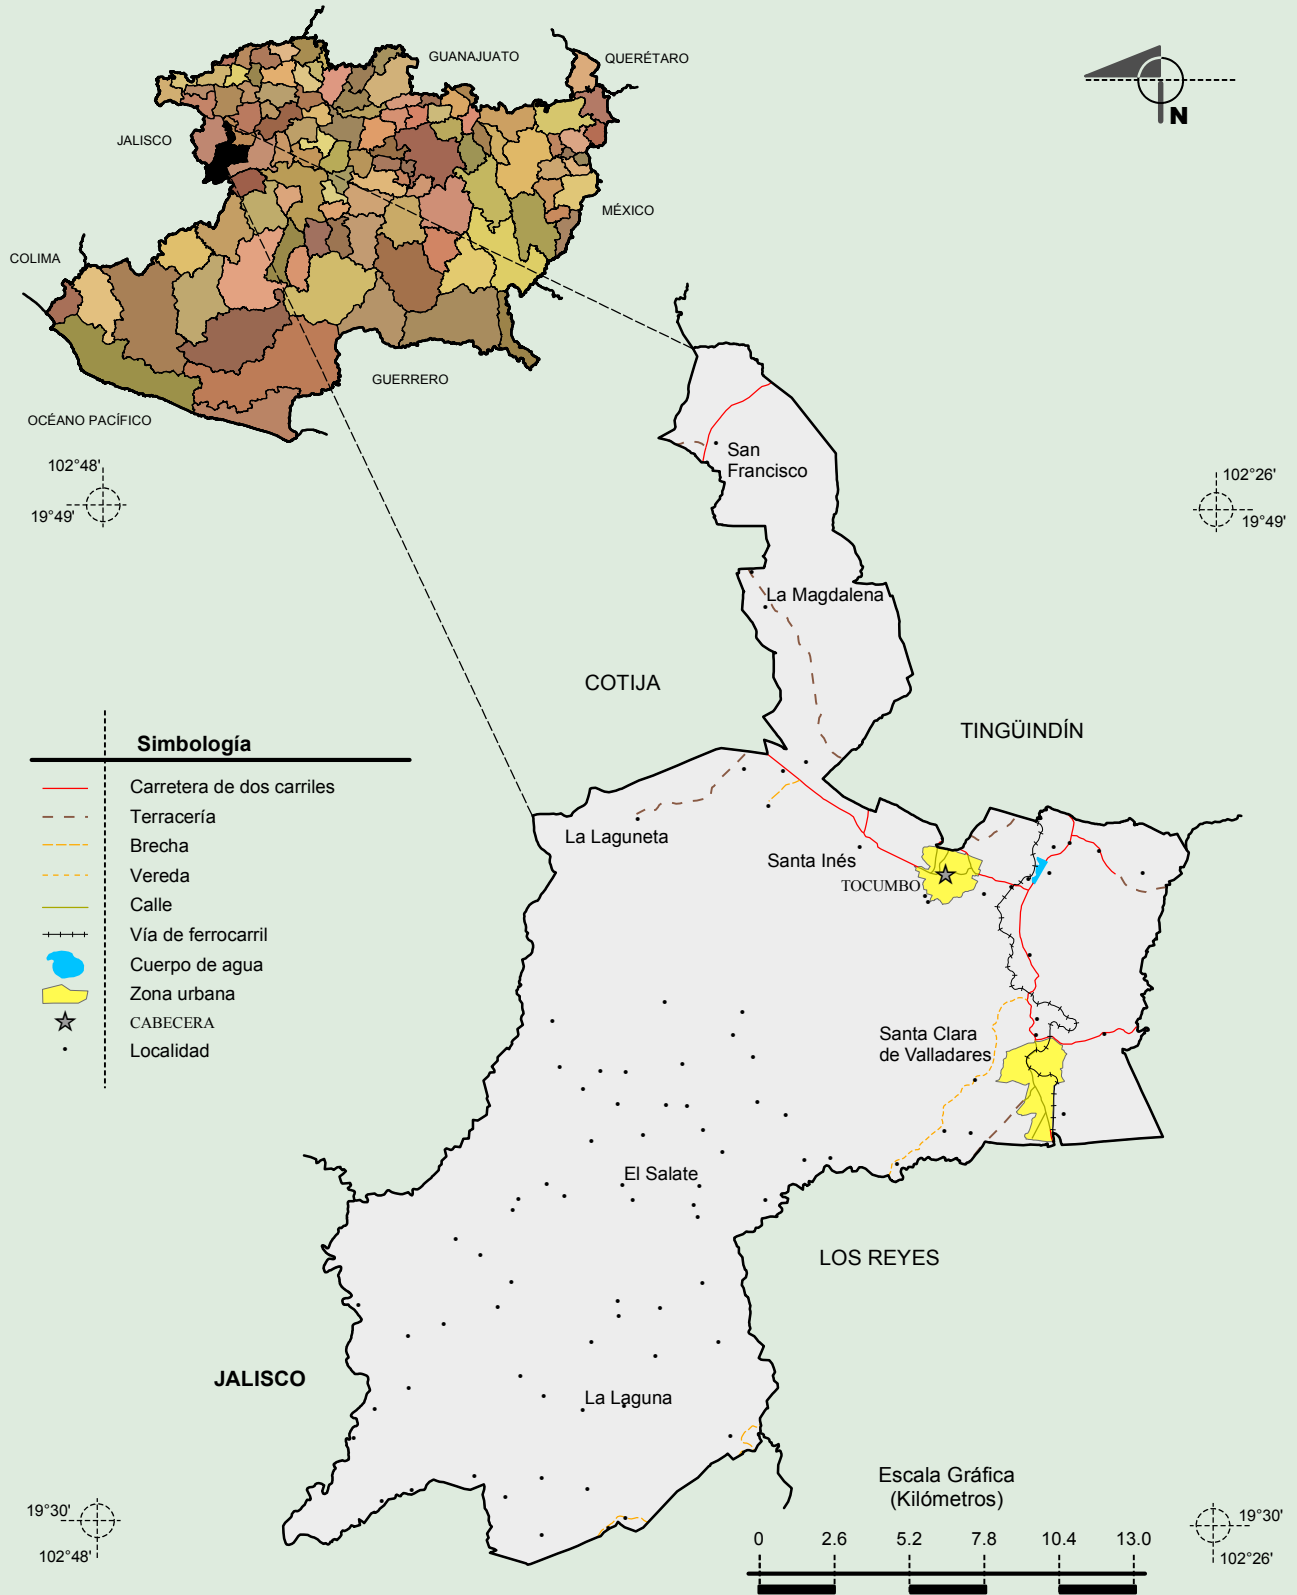 GUANAJUATO
QUERÉTARO
N
JALISCO
MÉXICO
COLIMA
GUERRERO
OCÉANO PACÍFICO
102°48'
19°49'
102°26'
19°49'
San
Francisco
La Magdalena
COTIJA
TINGÜINDÍN
Simbología
Carretera de dos carriles
Terracería
Brecha
Vereda
Calle
Vía de ferrocarril
Cuerpo de agua
Zona urbana
CABECERA
Localidad
La Laguneta
Santa Inés
TOCUMBO
Santa Clara
de Valladares
El Salate
LOS REYES
JALISCO
La Laguna
Escala Gráfica
(Kilómetros)
0 2.6 5.2 7.8 10.4 13.0
19°30'
102°48'
19°30'
102°26'